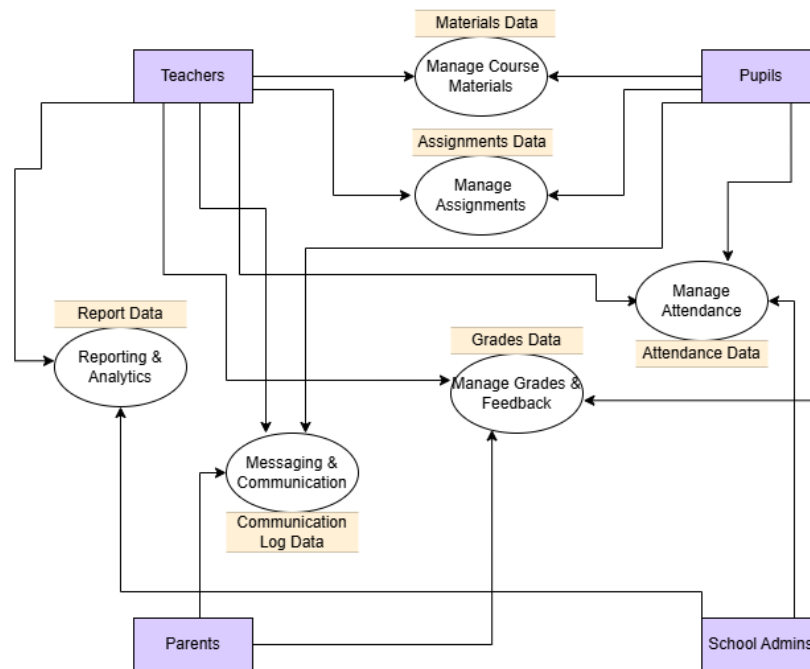 Materials Data
Teachers
Manage Course
Materials
Pupils
Assignments Data
Manage
Assignments
Manage
Attendance
Attendance Data
Report Data
Reporting &
Analytics
Grades Data
Manage Grades &
Feedback
Messaging &
Communication
Communication
Log Data
Parents
School Admins